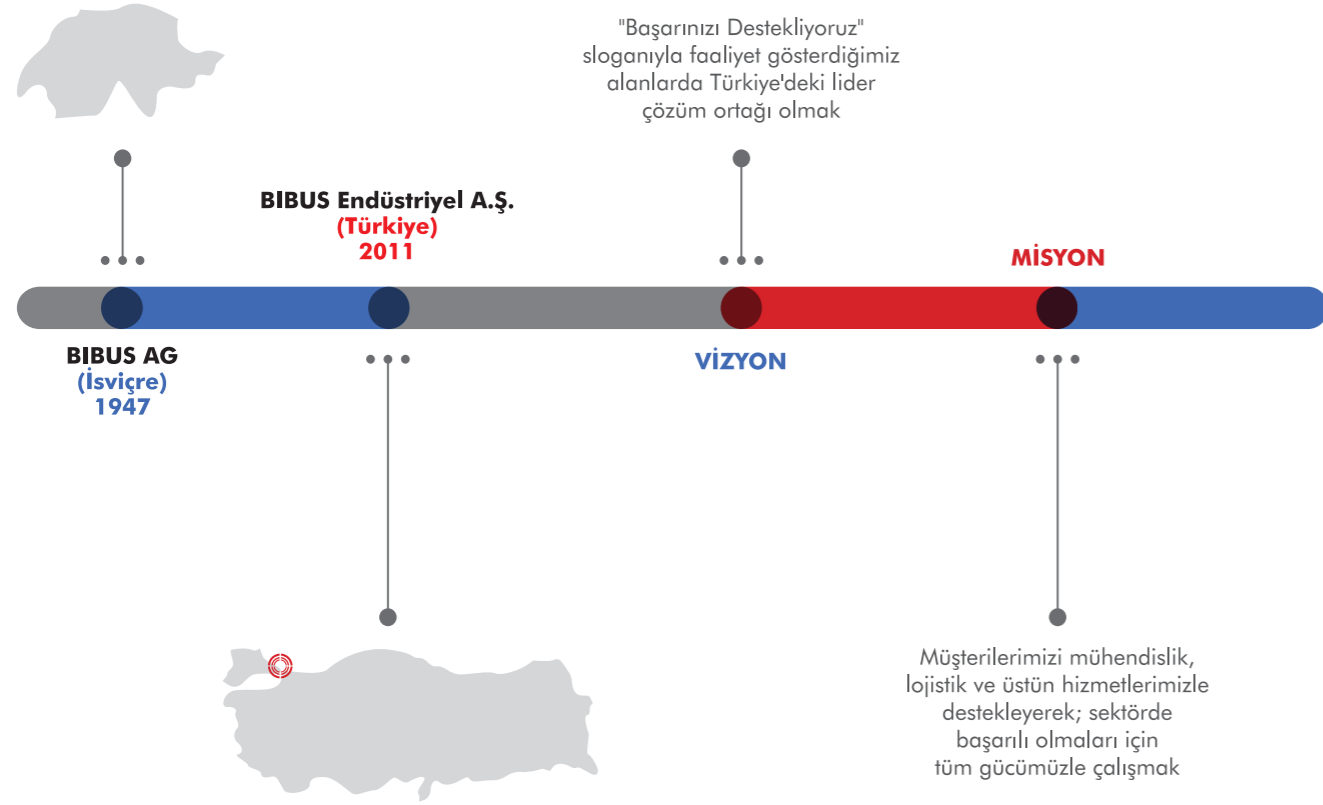 BIBUS AG
(İsviçre)
1947
BIBUS Endüstriyel A.Ş.
(Türkiye)
2011
"Başarınızı Destekliyoruz"
sloganıyla faaliyet gösterdiğimiz
alanlarda Türkiye'deki lider
çözüm ortağı olmak
VİZYON
MİSYON
Müşterilerimizi mühendislik,
lojistik ve üstün hizmetlerimizle
destekleyerek; sektörde
başarılı olmaları için
tüm gücümüzle çalışmak